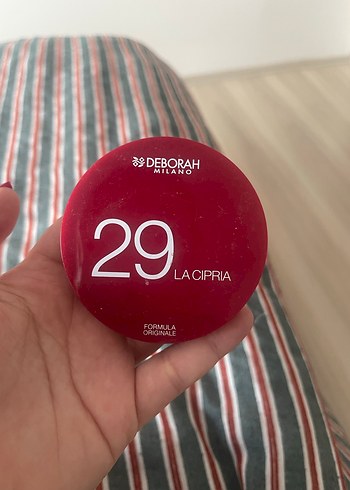 DEBORAH
MILANO
29 LA CIPRIA
FORMULA
ORIGINALE